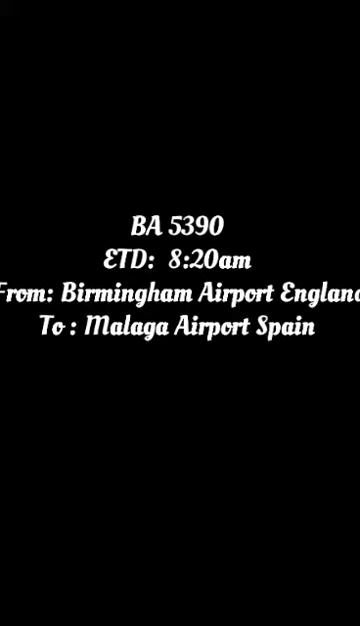 BA 5390
ETD: 8:20am
From: Birmingham Airport England
To : Malaga Airport Spain